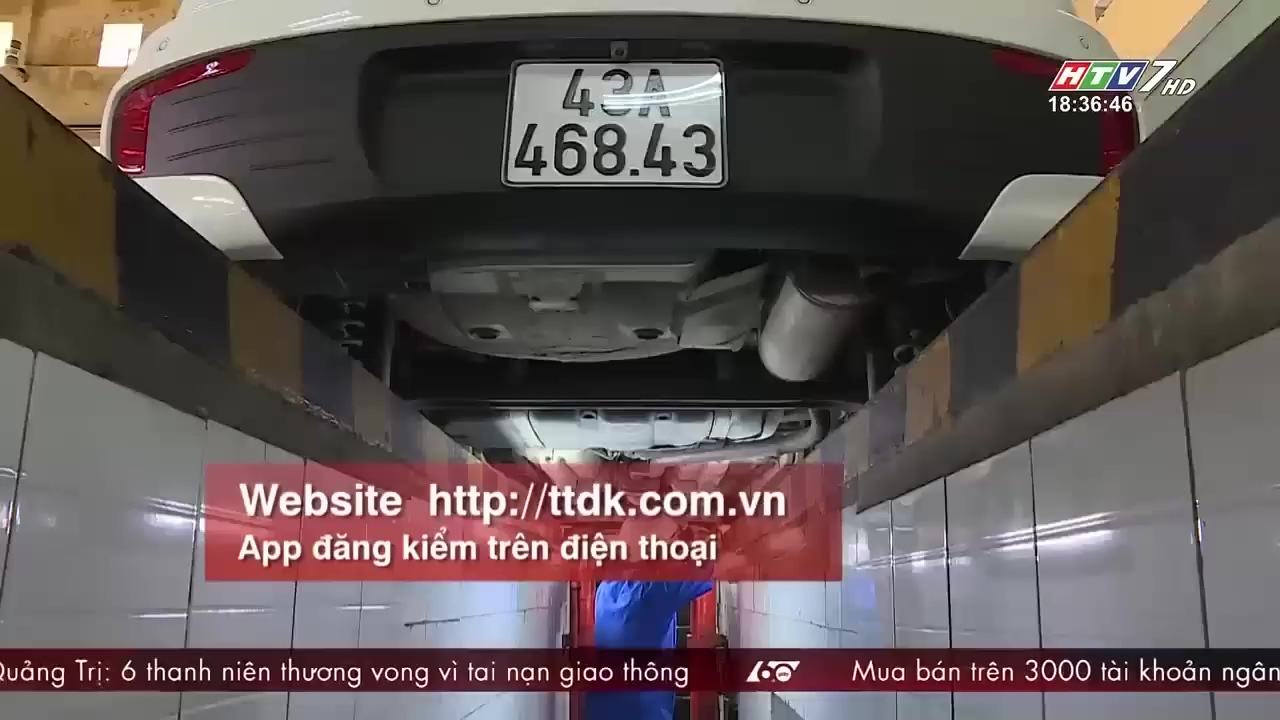 43A
468.43
HTV7 HD
18:36:46
Website http://ttdk.com.vn
App đăng kiểm trên điện thoại
Quảng Trị: 6 thanh niên thương vong vì tai nạn giao thông
60
Mua bán trên 3000 tài khoản ngân